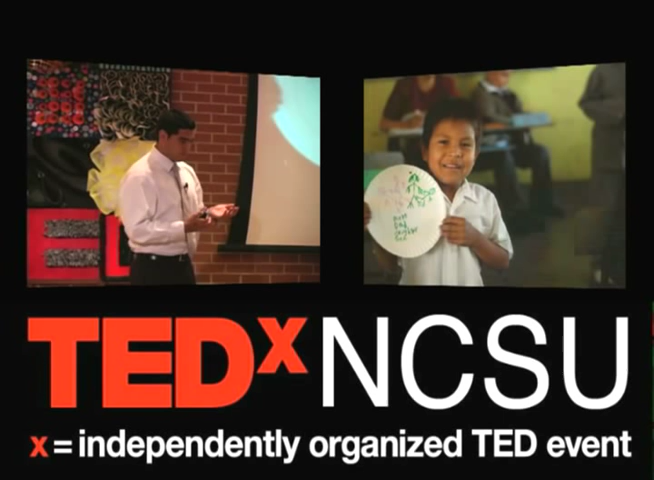 TEDxNCSU
x = independently organized TED event